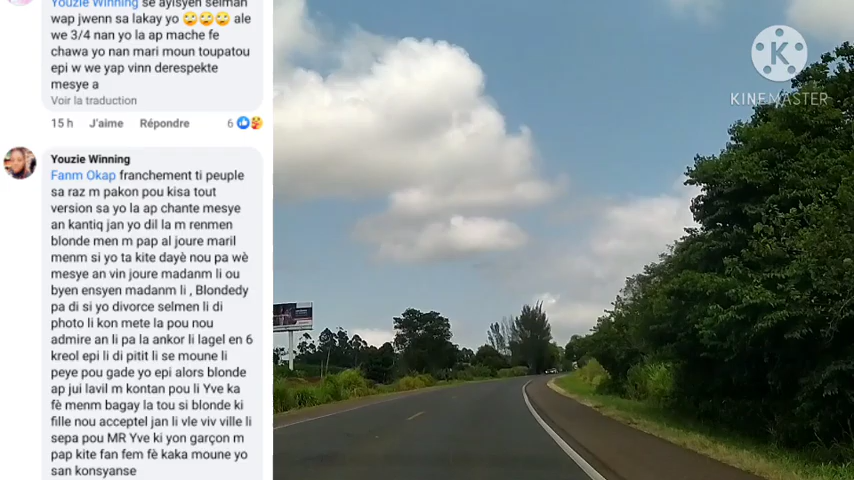 Youzie Winning se ayisyen selman
wap jwenn sa lakay yo 🙄🙄🙄 ale
we 3/4 nan yo la ap mache fe
chawa yo nan mari moun toupatou
epi w we yap vinn derespekte
mesye a
Voir la traduction
15 h J'aime Répondre 6
Youzie Winning
Fanm Okap franchement ti peuple
sa raz m pakon pou kisa tout
version sa yo la ap chante mesye
an kantiq jan yo dil la m renmen
blonde men m pap al joure maril
menm si yo ta kite dayè nou pa wè
mesye an vin joure madanm li ou
byen ensyen madanm li , Blondedy
pa di si yo divorce selmen li di
photo li kon mete la pou nou
admire an li pa la ankor li lagel en 6
kreol epi li di pitit li se moune li
peye pou gade yo epi alors blonde
ap jui lavil m kontan pou li Yve ka
fè menm bagay la tou si blonde ki
fille nou acceptel jan li vle viv ville li
sepa pou MR Yve ki yon garçon m
pap kite fan fem fè kaka moune yo
san konsyanse
K
KINEMASTER